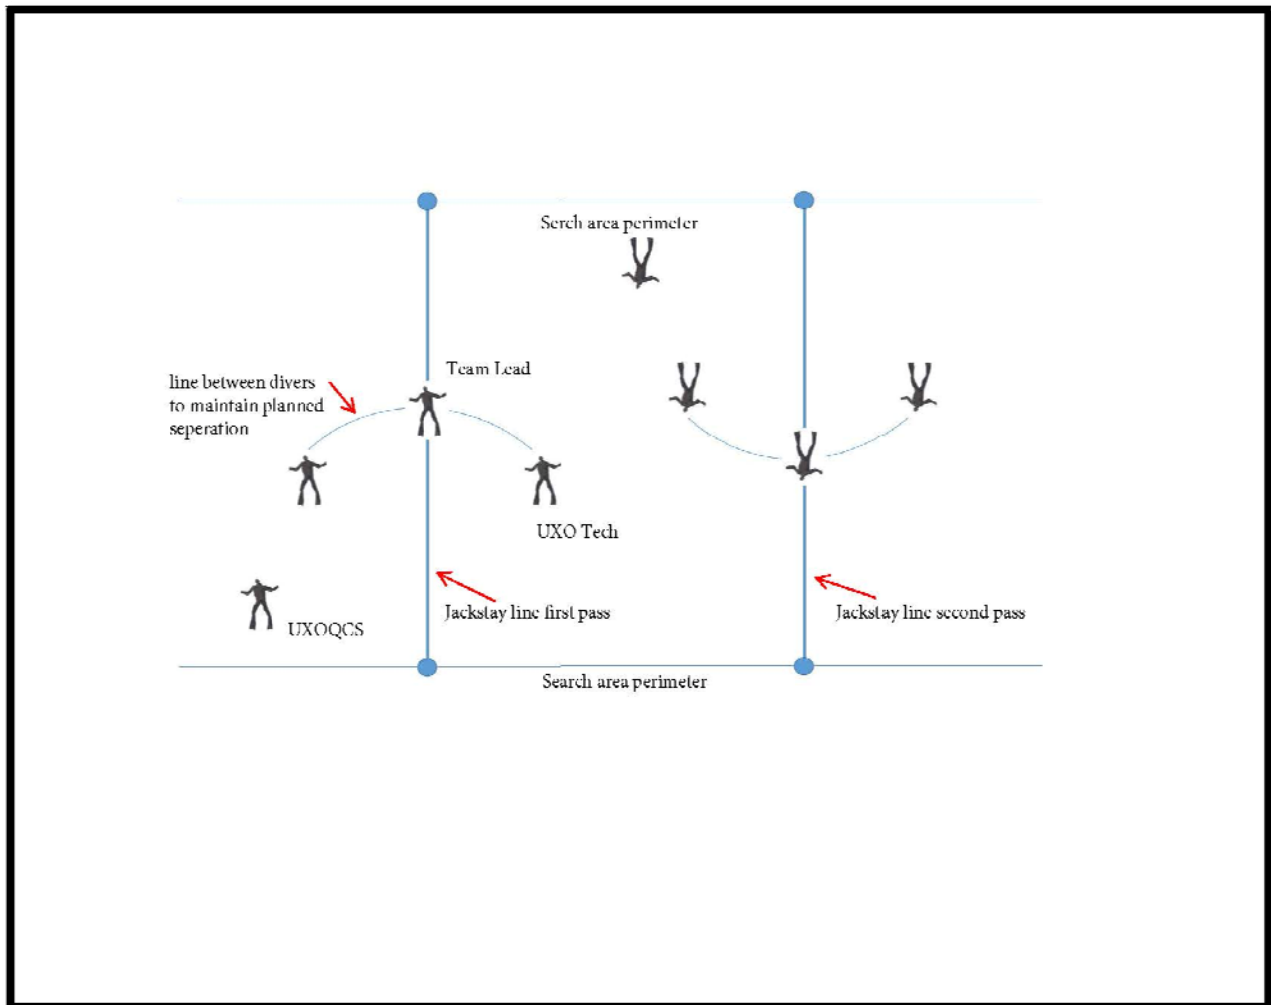 Serch area perimeter
Team Lead
line between divers
to maintain planned
seperation
UXO Tech
Jackstay line first pass
Jackstay line second pass
UXOQCS
Search area perimeter